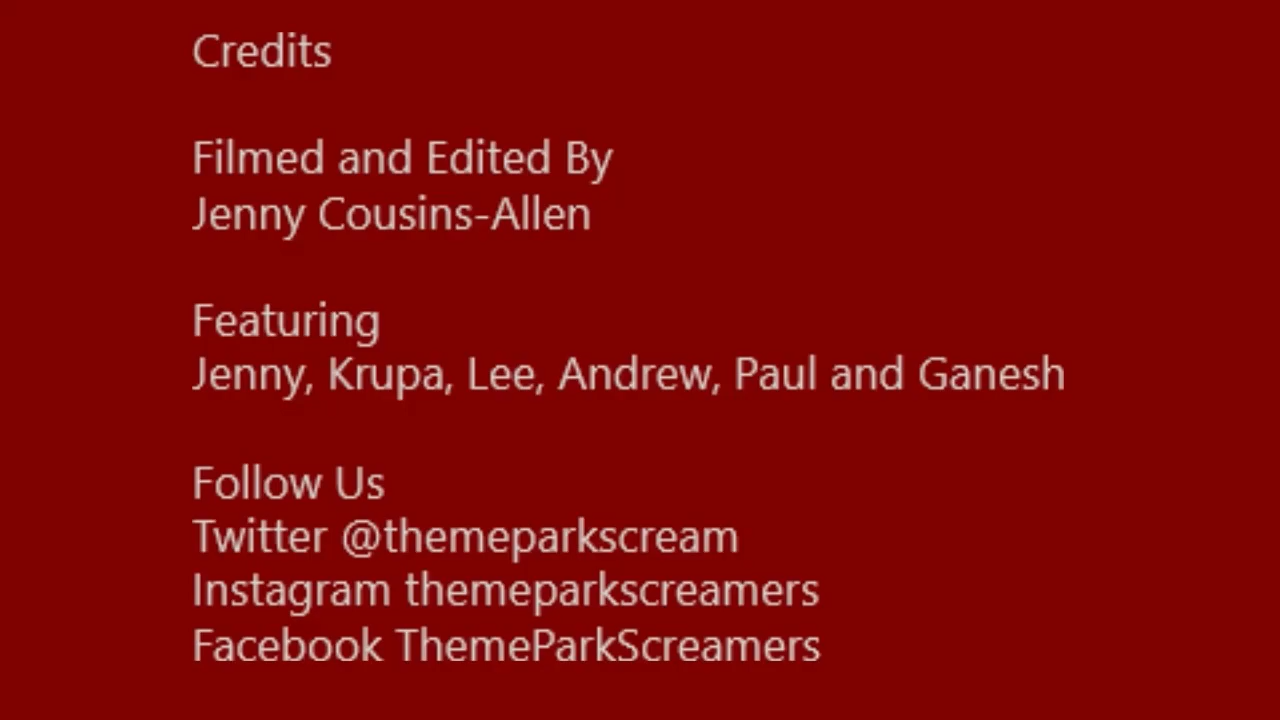 Credits
Filmed and Edited By
Jenny Cousins-Allen
Featuring
Jenny, Krupa, Lee, Andrew, Paul and Ganesh
Follow Us
Twitter @themeparkscream
Instagram themeparkscreamers
Facebook ThemeParkScreamers